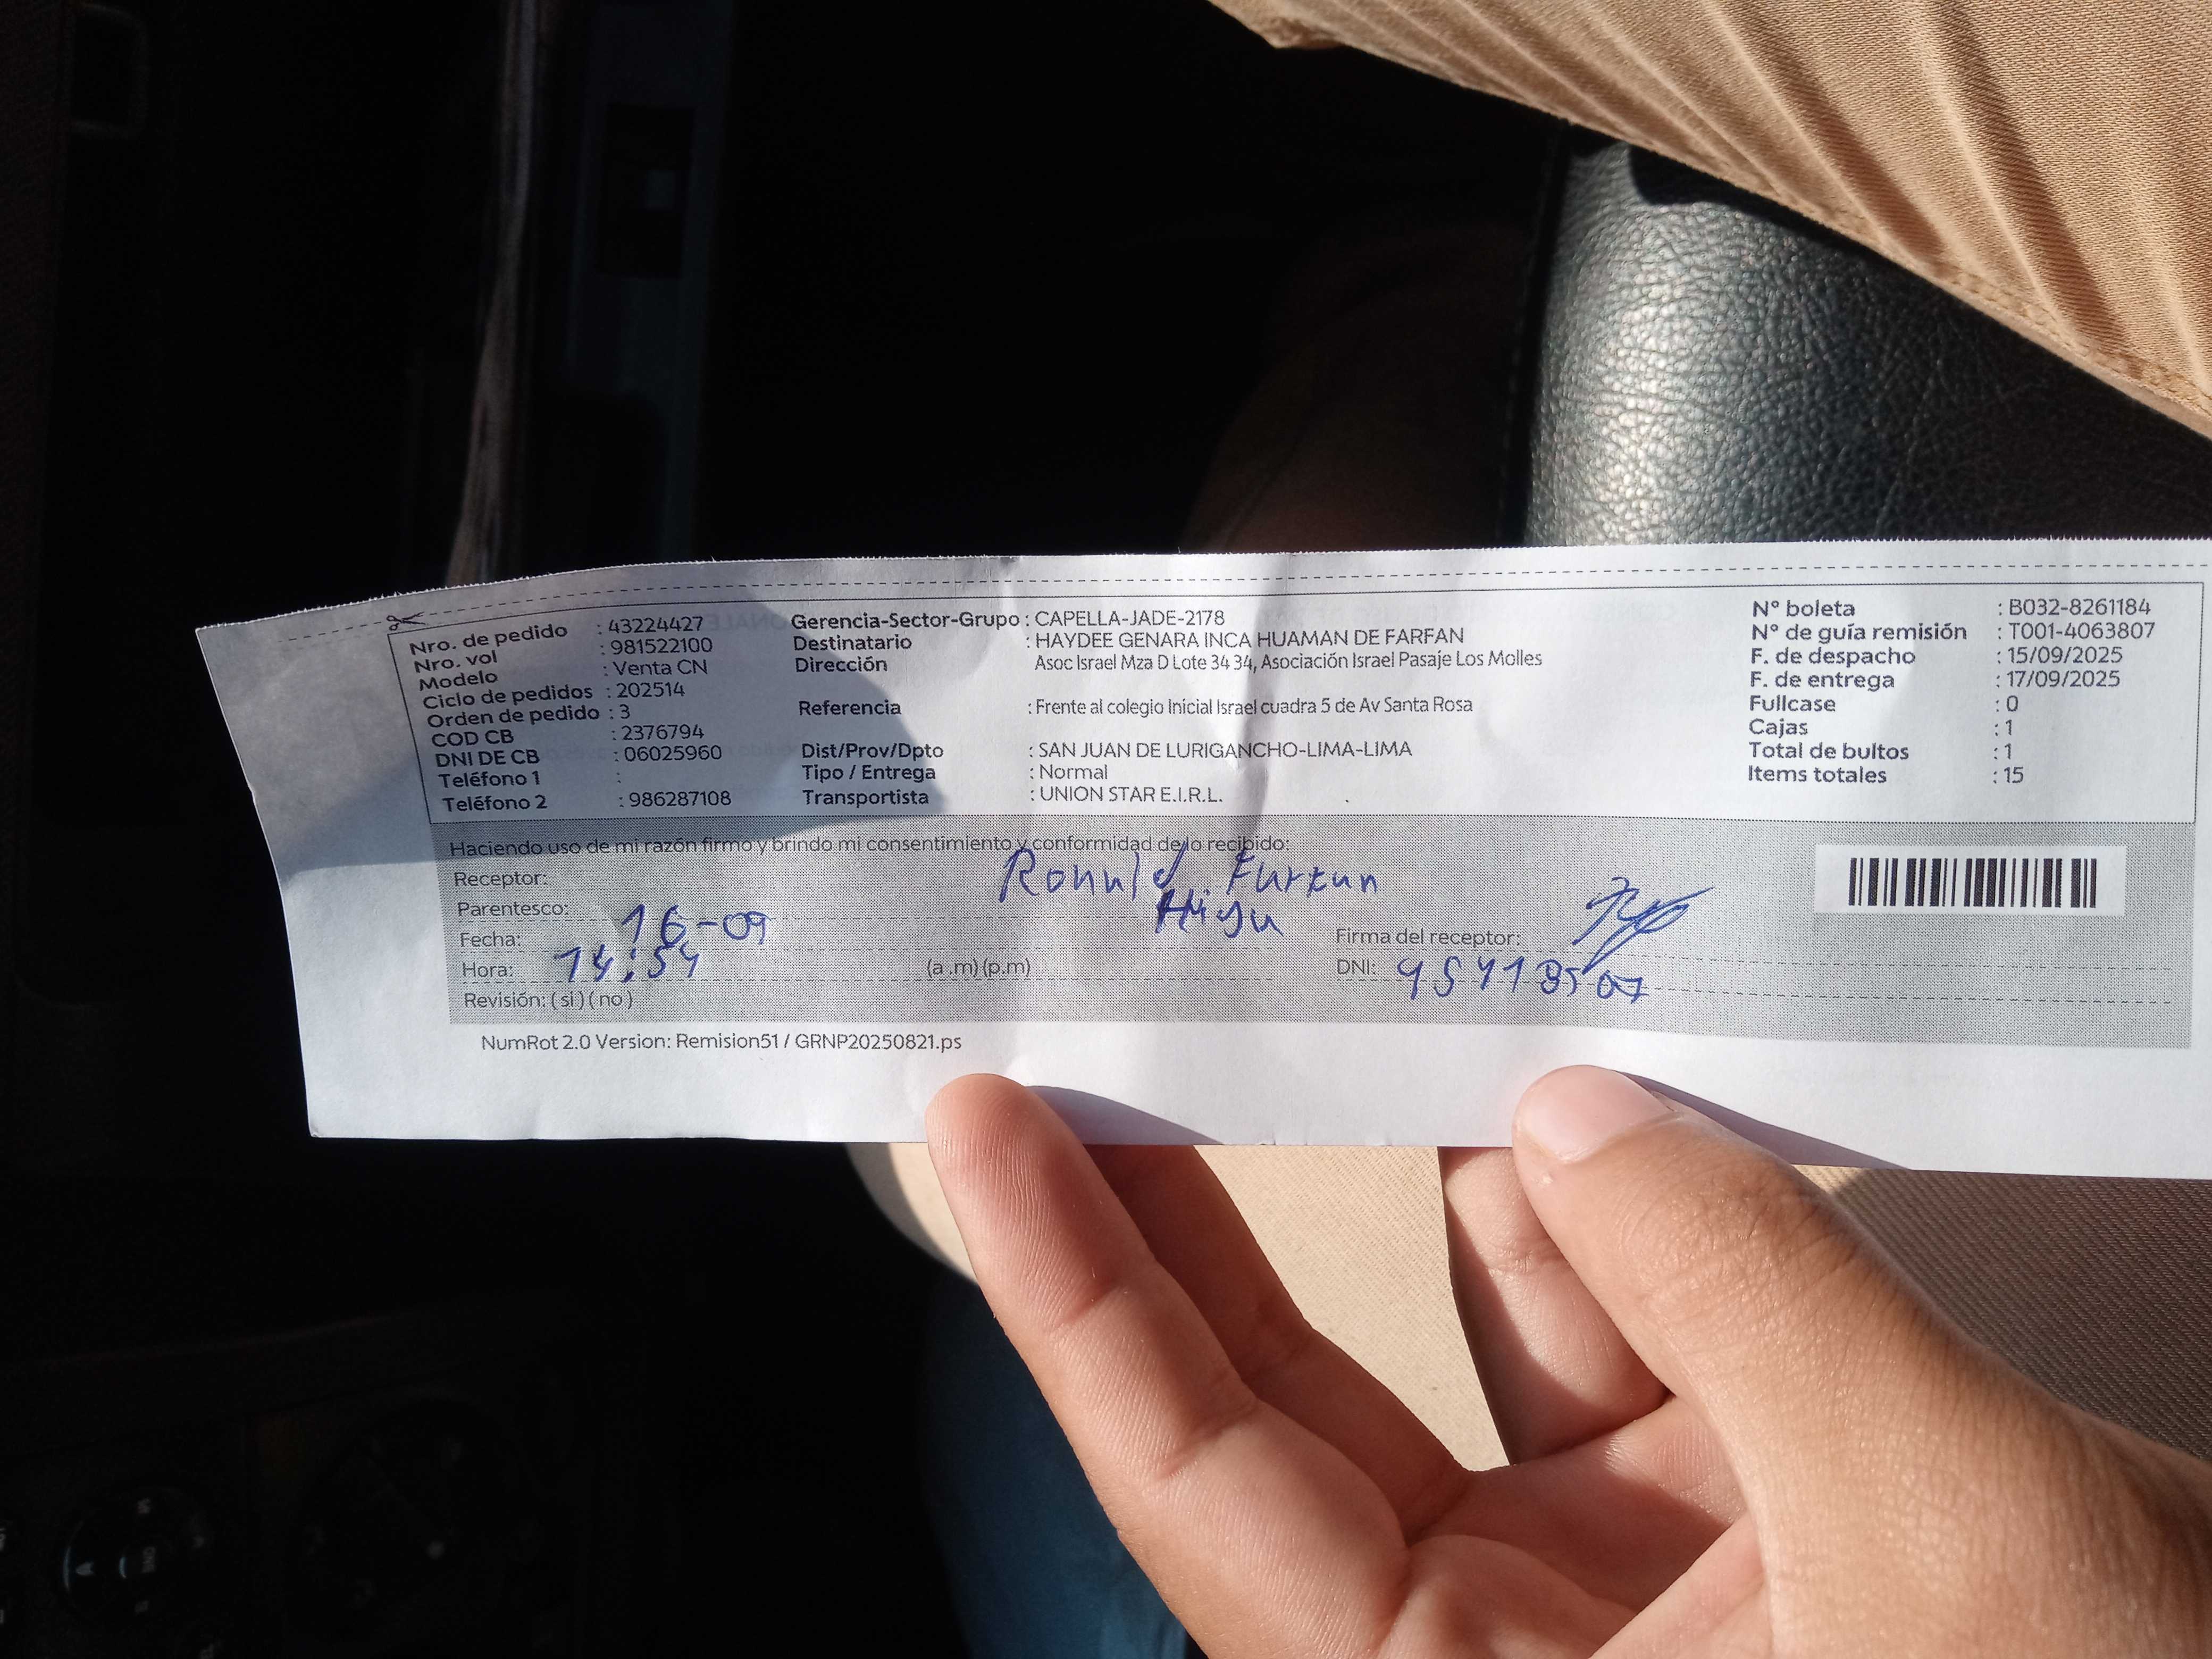 Nro. de pedido : 43224427
Nro. vol : 981522100
Modelo : Venta CN
Ciclo de pedidos : 202514
Orden de pedido : 3
COD CB : 2376794
DNI DE CB : 06025960
Teléfono 1 :
Teléfono 2 : 986287108
Gerencia-Sector-Grupo : CAPELLA-JADE-2178
Destinatario : HAYDEE GENARA INCA HUAMAN DE FARFAN
Dirección Asoc Israel Mza D Lote 34 34, Asociación Israel Pasaje Los Molles
Referencia : Frente al colegio Inicial Israel cuadra 5 de Av Santa Rosa
Dist/Prov/Dpto : SAN JUAN DE LURIGANCHO-LIMA-LIMA
Tipo / Entrega : Normal
Transportista : UNION STAR E.I.R.L.
N° boleta : B032-8261184
N° de guía remisión : T001-4063807
F. de despacho : 15/09/2025
F. de entrega : 17/09/2025
Fullcase : 0
Cajas : 1
Total de bultos : 1
Items totales : 15
Haciendo uso de mi razón firmo y brindo mi consentimiento y conformidad de lo recibido:
Receptor: Ronald
Parentesco:
Fecha: 16-09
Hora: 14:54 (a .m) (p.m)
Firma del receptor:
DNI:
Revisión: ( si ) ( no )
NumRot 2.0 Version: Remision51 / GRNP20250821.ps